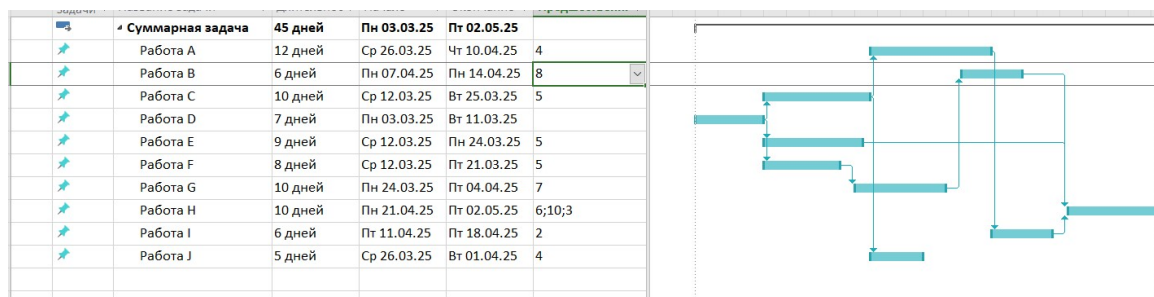 Суммарная задача 45 дней Пн 03.03.25 Пт 02.05.25
Работа A 12 дней Ср 26.03.25 Чт 10.04.25 4
Работа B 6 дней Пн 07.04.25 Пн 14.04.25 8
Работа C 10 дней Ср 12.03.25 Вт 25.03.25 5
Работа D 7 дней Пн 03.03.25 Вт 11.03.25
Работа E 9 дней Ср 12.03.25 Пн 24.03.25 5
Работа F 8 дней Ср 12.03.25 Пт 21.03.25 5
Работа G 10 дней Пн 24.03.25 Пт 04.04.25 7
Работа H 10 дней Пн 21.04.25 Пт 02.05.25 6;10;3
Работа I 6 дней Пт 11.04.25 Пт 18.04.25 2
Работа J 5 дней Ср 26.03.25 Вт 01.04.25 4